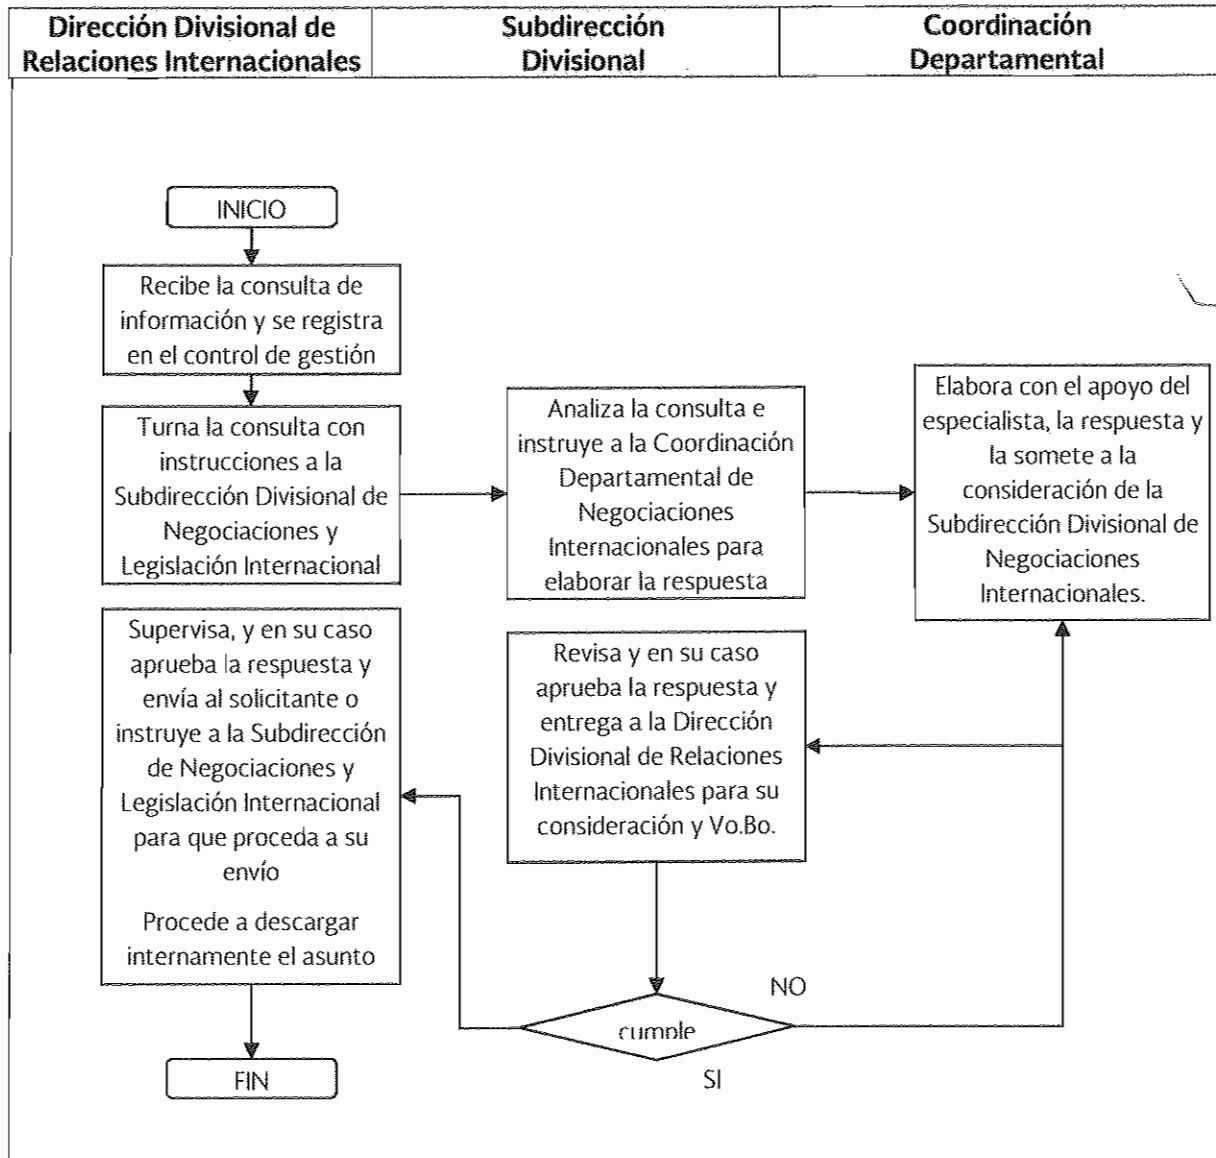 Dirección Divisional de
Relaciones Internacionales
Subdirección
Divisional
Coordinación
Departamental
INICIO
Recibe la consulta de
información y se registra
en el control de gestión
Turna la consulta con
instrucciones a la
Subdirección Divisional de
Negociaciones y
Legislación Internacional
Analiza la consulta e
instruye a la Coordinación
Departamental de
Negociaciones
Internacionales para
elaborar la respuesta
Elabora con el apoyo del
especialista, la respuesta y
la somete a la
consideración de la
Subdirección Divisional de
Negociaciones
Internacionales.
Revisa y en su caso
aprueba la respuesta y
entrega a la Dirección
Divisional de Relaciones
Internacionales para su
consideración y Vo.Bo.
Supervisa, y en su caso
aprueba la respuesta y
envía al solicitante o
instruye a la Subdirección
de Negociaciones y
Legislación Internacional
para que proceda a su
envío
Procede a descargar
internamente el asunto
cumple
NO
SI
FIN